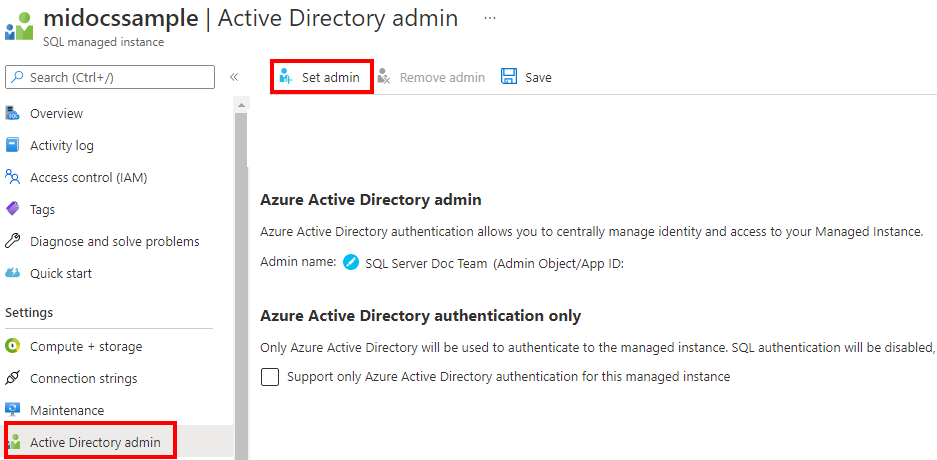 midocssample | Active Directory admin ...
SQL managed instance
Search (Ctrl+/)
«
Set admin
Remove admin
Save
Overview
Activity log
Access control (IAM)
Tags
Diagnose and solve problems
Quick start
Settings
Compute + storage
Connection strings
Maintenance
Active Directory admin
Azure Active Directory admin
Azure Active Directory authentication allows you to centrally manage identity and access to your Managed Instance.
Admin name: SQL Server Doc Team (Admin Object/App ID:
Azure Active Directory authentication only
Only Azure Active Directory will be used to authenticate to the managed instance. SQL authentication will be disabled,
Support only Azure Active Directory authentication for this managed instance